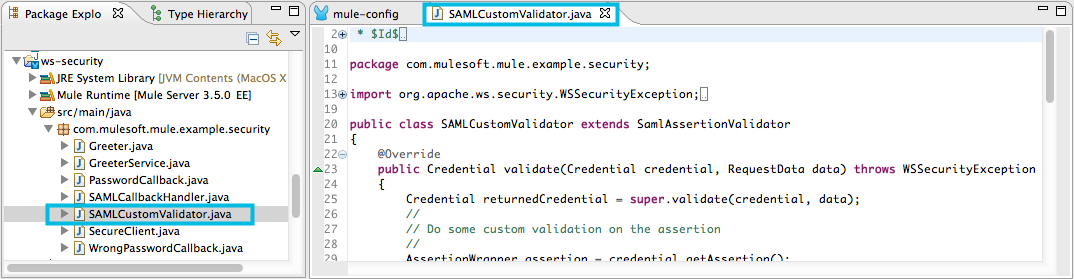 Package Explo
Type Hierarchy
ws-security
JRE System Library [JVM Contents (MacOS X
Mule Runtime [Mule Server 3.5.0 EE]
src/main/java
com.mulesoft.mule.example.security
Greeter.java
GreeterService.java
PasswordCallback.java
SAMLCallbackHandler.java
SAMLCustomValidator.java
SecureClient.java
WrongPasswordCallback.java
mule-config
SAMLCustomValidator.java
2 * $Id$
10
11 package com.mulesoft.mule.example.security;
12
13 import org.apache.ws.security.WSSecurityException;
19
20 public class SAMLCustomValidator extends SamlAssertionValidator
21 {
22 @Override
23 public Credential validate(Credential credential, RequestData data) throws WSSecurityException
24 {
25 Credential returnedCredential = super.validate(credential, data);
26 //
27 // Do some custom validation on the assertion
28 //
29 AssertionWrapper assertion = credential.getAssertion();